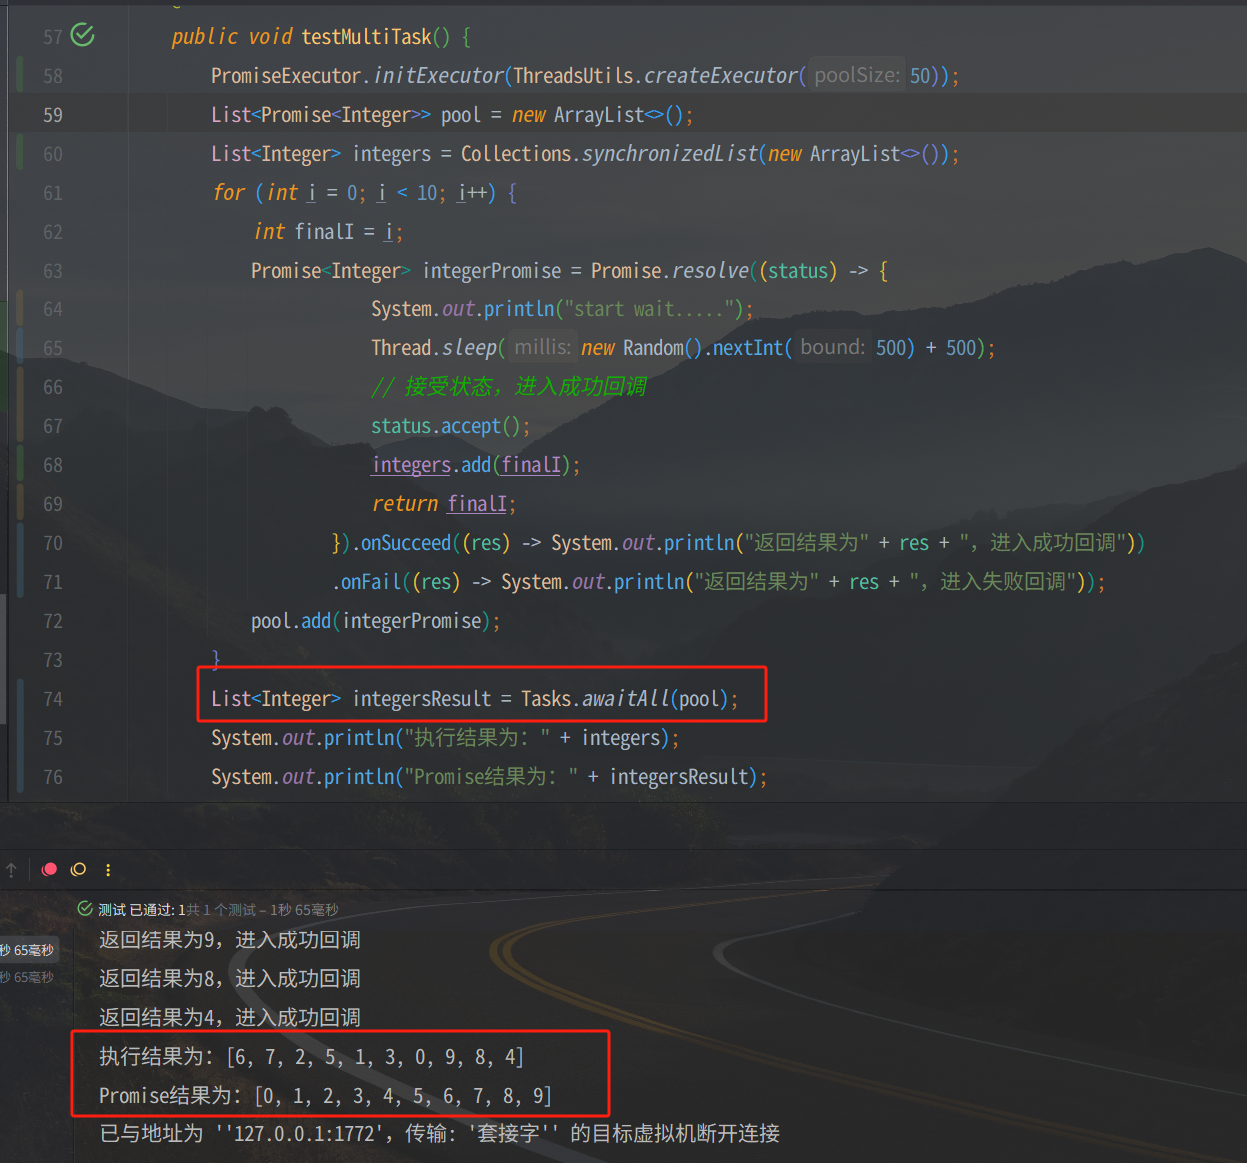 57 public void testMultiTask() {
58 PromiseExecutor.initExecutor(ThreadsUtils.createExecutor( poolSize: 50));
59 List<Promise<Integer>> pool = new ArrayList<>();
60 List<Integer> integers = Collections.synchronizedList(new ArrayList<>());
61 for (int i = 0; i < 10; i++) {
62 int finalI = i;
63 Promise<Integer> integerPromise = Promise.resolve((status) -> {
64 System.out.println("start wait.....");
65 Thread.sleep( millis: new Random().nextInt( bound: 500) + 500);
66 // 接受状态，进入成功回调
67 status.accept();
68 integers.add(finalI);
69 return finalI;
70 }).onSucceed((res) -> System.out.println("返回结果为" + res + "，进入成功回调"))
71 .onFail((res) -> System.out.println("返回结果为" + res + "，进入失败回调"));
72 pool.add(integerPromise);
73 }
74 List<Integer> integersResult = Tasks.awaitAll(pool);
75 System.out.println("执行结果为：" + integers);
76 System.out.println("Promise结果为：" + integersResult);
测试 已通过: 1共 1 个测试 – 1秒 65毫秒
返回结果为9，进入成功回调
秒 65毫秒
秒 65毫秒
返回结果为8，进入成功回调
返回结果为4，进入成功回调
执行结果为：[6, 7, 2, 5, 1, 3, 0, 9, 8, 4]
Promise结果为：[0, 1, 2, 3, 4, 5, 6, 7, 8, 9]
已与地址为 ''127.0.0.1:1772'，传输: '套接字'' 的目标虚拟机断开连接